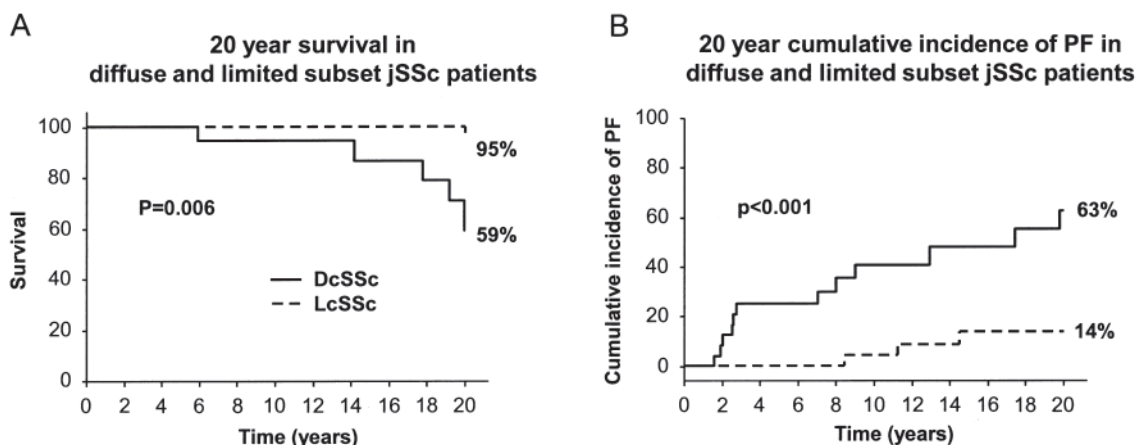 A
20 year survival in
diffuse and limited subset jSSc patients
Survival
100
80
60
40
20
0
95%
P=0.006
59%
DcSSc
LcSSc
0 2 4 6 8 10 12 14 16 18 20
Time (years)
B
20 year cumulative incidence of PF in
diffuse and limited subset jSSc patients
Cumulative incidence of PF
100
80
60
40
20
0
p<0.001
63%
14%
0 2 4 6 8 10 12 14 16 18 20
Time (years)